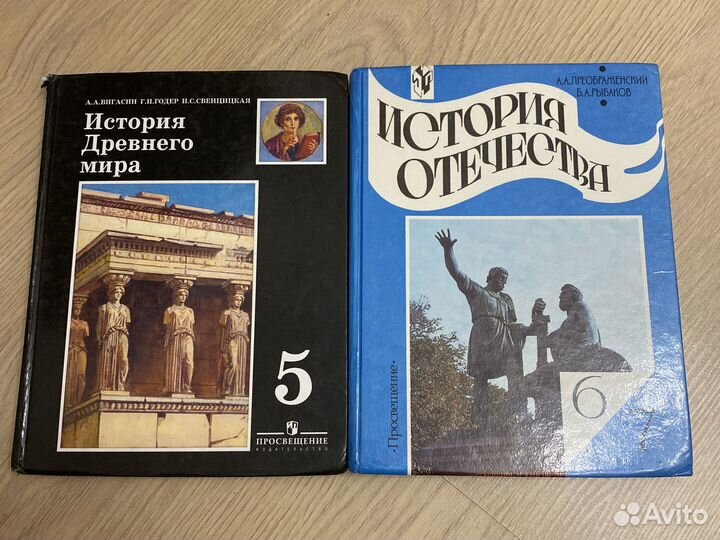 А.А.ВИГАСИН Г.И.ГОДЕР И.С.СВЕНЦИЦКАЯ
История
Древнего
мира
5
ПРОСВЕЩЕНИЕ
ИЗДАТЕЛЬСТВО
А.А.ПРЕОБРАЖЕНСКИЙ
Б.А.РЫБАКОВ
ИСТОРИЯ
ОТЕЧЕСТВА
•Просвещение•
6
Avito